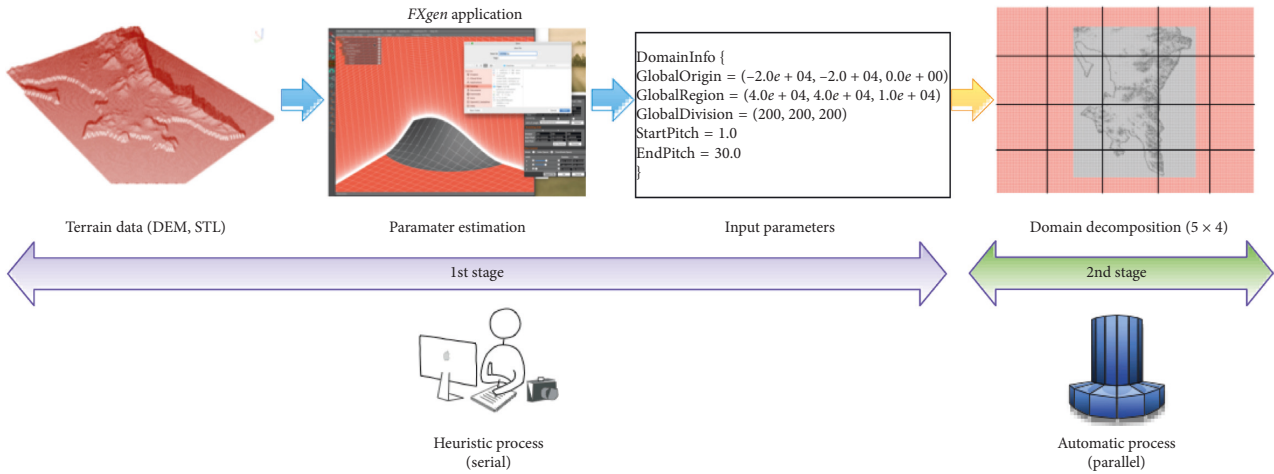 FXgen application
DomainInfo {
GlobalOrigin = (−2.0e + 04, −2.0 + 04, 0.0e + 00)
GlobalRegion = (4.0e + 04, 4.0e + 04, 1.0e + 04)
GlobalDivision = (200, 200, 200)
StartPitch = 1.0
EndPitch = 30.0
}
Terrain data (DEM, STL)
Paramater estimation
Input parameters
Domain decomposition (5 × 4)
1st stage
2nd stage
Heuristic process
(serial)
Automatic process
(parallel)